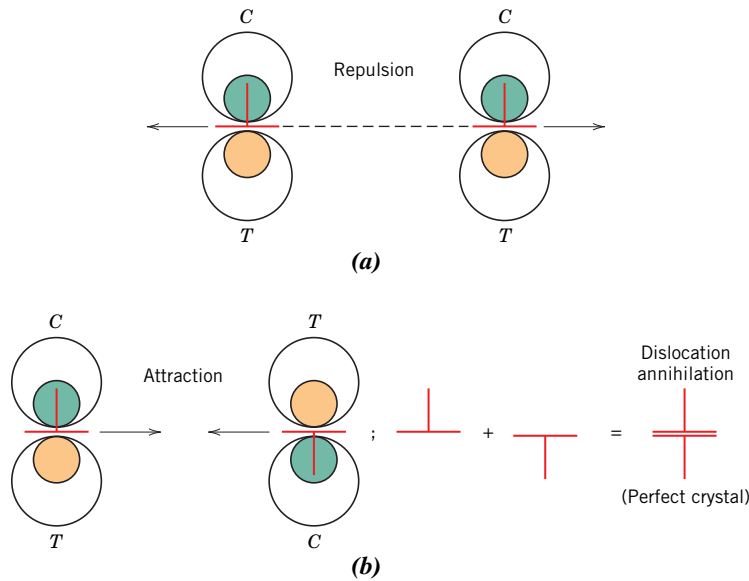 C
C
Repulsion
T
T
(a)
C
T
Attraction
Dislocation
annihilation
;
+
=
(Perfect crystal)
T
C
(b)